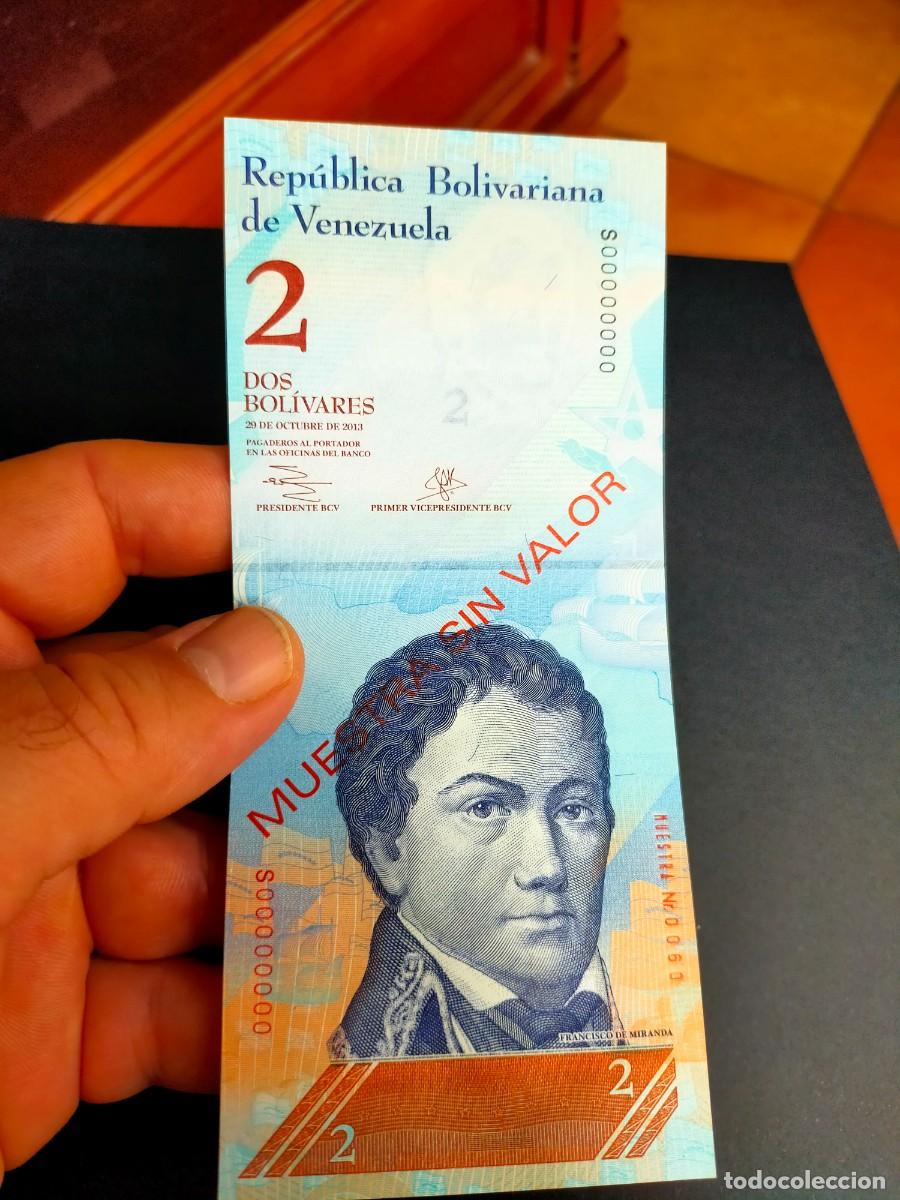 República Bolivariana
de Venezuela
2
DOS
BOLÍVARES
29 DE OCTUBRE DE 2013
PAGADEROS AL PORTADOR
EN LAS OFICINAS DEL BANCO
PRESIDENTE BCV
PRIMER VICEPRESIDENTE BCV
S00000000
2
MUESTRA SIN VALOR
MUESTRA Nr 0060
S00000000
FRANCISCO DE MIRANDA
2
2
todocoleccion